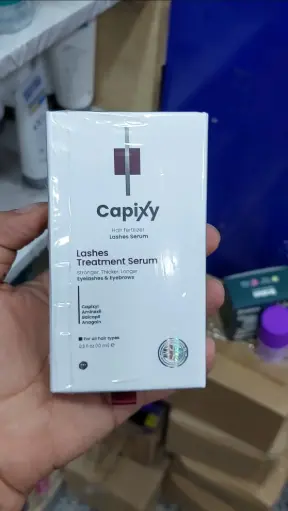 Capixy
Hair Fertilizer
Lashes Serum
Lashes
Treatment Serum
Stronger, Thicker, Longer
Eyelashes & Eyebrows
Capixyl
Aminexil
Baicapil
Anagain
For all hair types